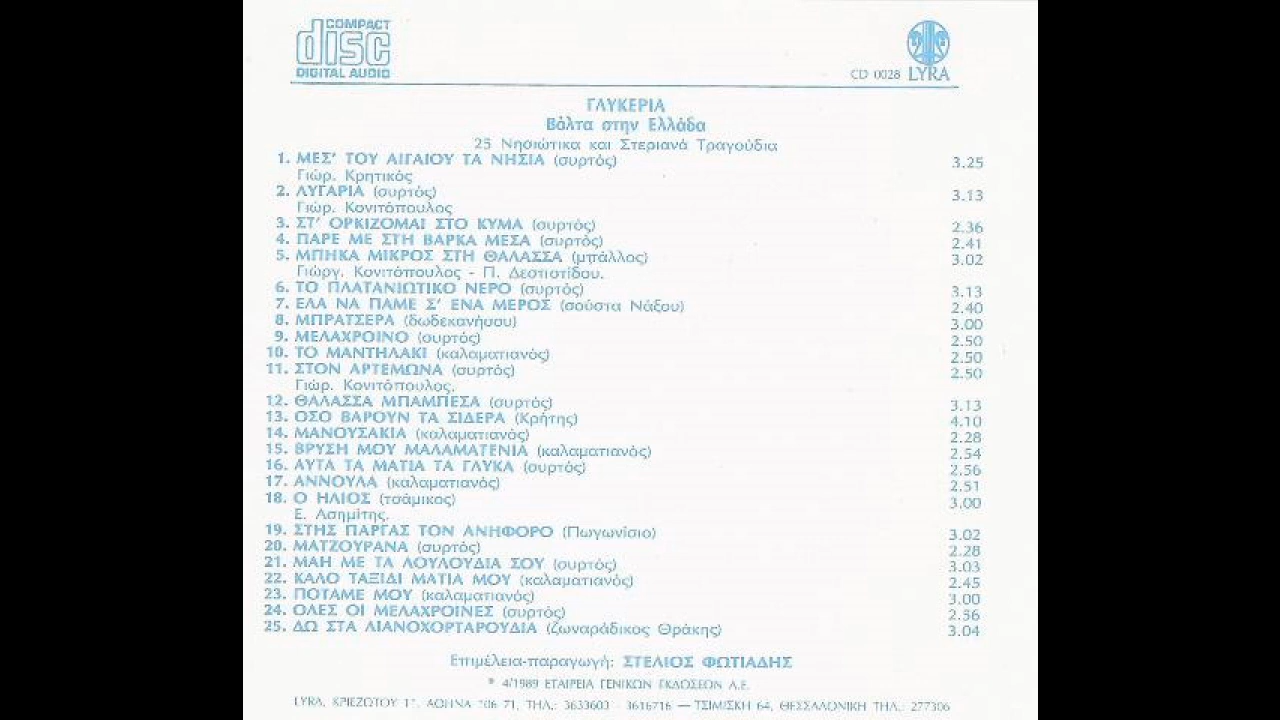 COMPACT
disc
DIGITAL AUDIO
CD 0028 LYRA
ΓΛΥΚΕΡΙΑ
Βόλτα στην Ελλάδα
25 Νησιώτικα και Στεριανά Τραγούδια
1. ΜΕΣ' ΤΟΥ ΑΙΓΑΙΟΥ ΤΑ ΝΗΣΙΑ (συρτός) 3.25
Γιώρ. Κρητικός
2. ΛΥΓΑΡΙΑ (συρτός) 3.13
Γιώρ. Κονιτόπουλος
3. ΣΤ' ΟΡΚΙΖΟΜΑΙ ΣΤΟ ΚΥΜΑ (συρτός) 2.36
4. ΠΑΡΕ ΜΕ ΣΤΗ ΒΑΡΚΑ ΜΕΣΑ (συρτός) 2.41
5. ΜΠΗΚΑ ΜΙΚΡΟΣ ΣΤΗ ΘΑΛΑΣΣΑ (μπάλλος) 3.02
Γιώργ. Κονιτόπουλος - Π. Δεσποτίδου.
6. ΤΟ ΠΛΑΤΑΝΙΩΤΙΚΟ ΝΕΡΟ (συρτός) 3.13
7. ΕΛΑ ΝΑ ΠΑΜΕ Σ' ΕΝΑ ΜΕΡΟΣ (σούστα Νάξου) 2.40
8. ΜΠΡΑΤΣΕΡΑ (δωδεκανήσου) 3.00
9. ΜΕΛΑΧΡΟΙΝΟ (συρτός) 2.50
10. ΤΟ ΜΑΝΤΗΛΑΚΙ (καλαματιανός) 2.50
11. ΣΤΟΝ ΑΡΤΕΜΩΝΑ (συρτός) 2.50
Γιώρ. Κονιτόπουλος.
12. ΘΑΛΑΣΣΑ ΜΠΑΜΠΕΣΑ (συρτός) 3.13
13. ΟΣΟ ΒΑΡΟΥΝ ΤΑ ΣΙΔΕΡΑ (Κρήτης) 4.10
14. ΜΑΝΟΥΣΑΚΙΑ (καλαματιανός) 2.28
15. ΒΡΥΣΗ ΜΟΥ ΜΑΛΑΜΑΤΕΝΙΑ (καλαματιανός) 2.54
16. ΑΥΤΑ ΤΑ ΜΑΤΙΑ ΤΑ ΓΛΥΚΑ (συρτός) 2.56
17. ΑΝΝΟΥΛΑ (καλαματιανός) 2.51
18. Ο ΗΛΙΟΣ (τσάμικος) 3.00
Ε. Ασημίτης.
19. ΣΤΗΣ ΠΑΡΓΑΣ ΤΟΝ ΑΝΗΦΟΡΟ (Πωγωνίσιο) 3.02
20. ΜΑΤΖΟΥΡΑΝΑ (συρτός) 2.28
21. ΜΑΗ ΜΕ ΤΑ ΛΟΥΛΟΥΔΙΑ ΣΟΥ (συρτός) 3.03
22. ΚΑΛΟ ΤΑΞΙΔΙ ΜΑΤΙΑ ΜΟΥ (καλαματιανός) 2.45
23. ΠΟΤΑΜΕ ΜΟΥ (καλαματιανός) 3.00
24. ΟΛΕΣ ΟΙ ΜΕΛΑΧΡΟΙΝΕΣ (συρτός) 2.56
25. ΔΩ ΣΤΑ ΛΙΑΝΟΧΟΡΤΑΡΟΥΔΙΑ (ζωναράδικος Θράκης) 3.04
Επιμέλεια-παραγωγή: ΣΤΕΛΙΟΣ ΦΩΤΙΑΔΗΣ
4/1989 ΕΤΑΙΡΕΙΑ ΓΕΝΙΚΩΝ ΕΚΔΟΣΕΩΝ Α.Ε.
LYRA, ΚΡΙΕΖΩΤΟΥ ΑΘΗΝΑ 106 71, ΤΗΛ.: 3633603 - 3616716 — ΤΣΙΜΙΣΚΗ 64, ΘΕΣΣΑΛΟΝΙΚΗ ΤΗΛ.: 277306